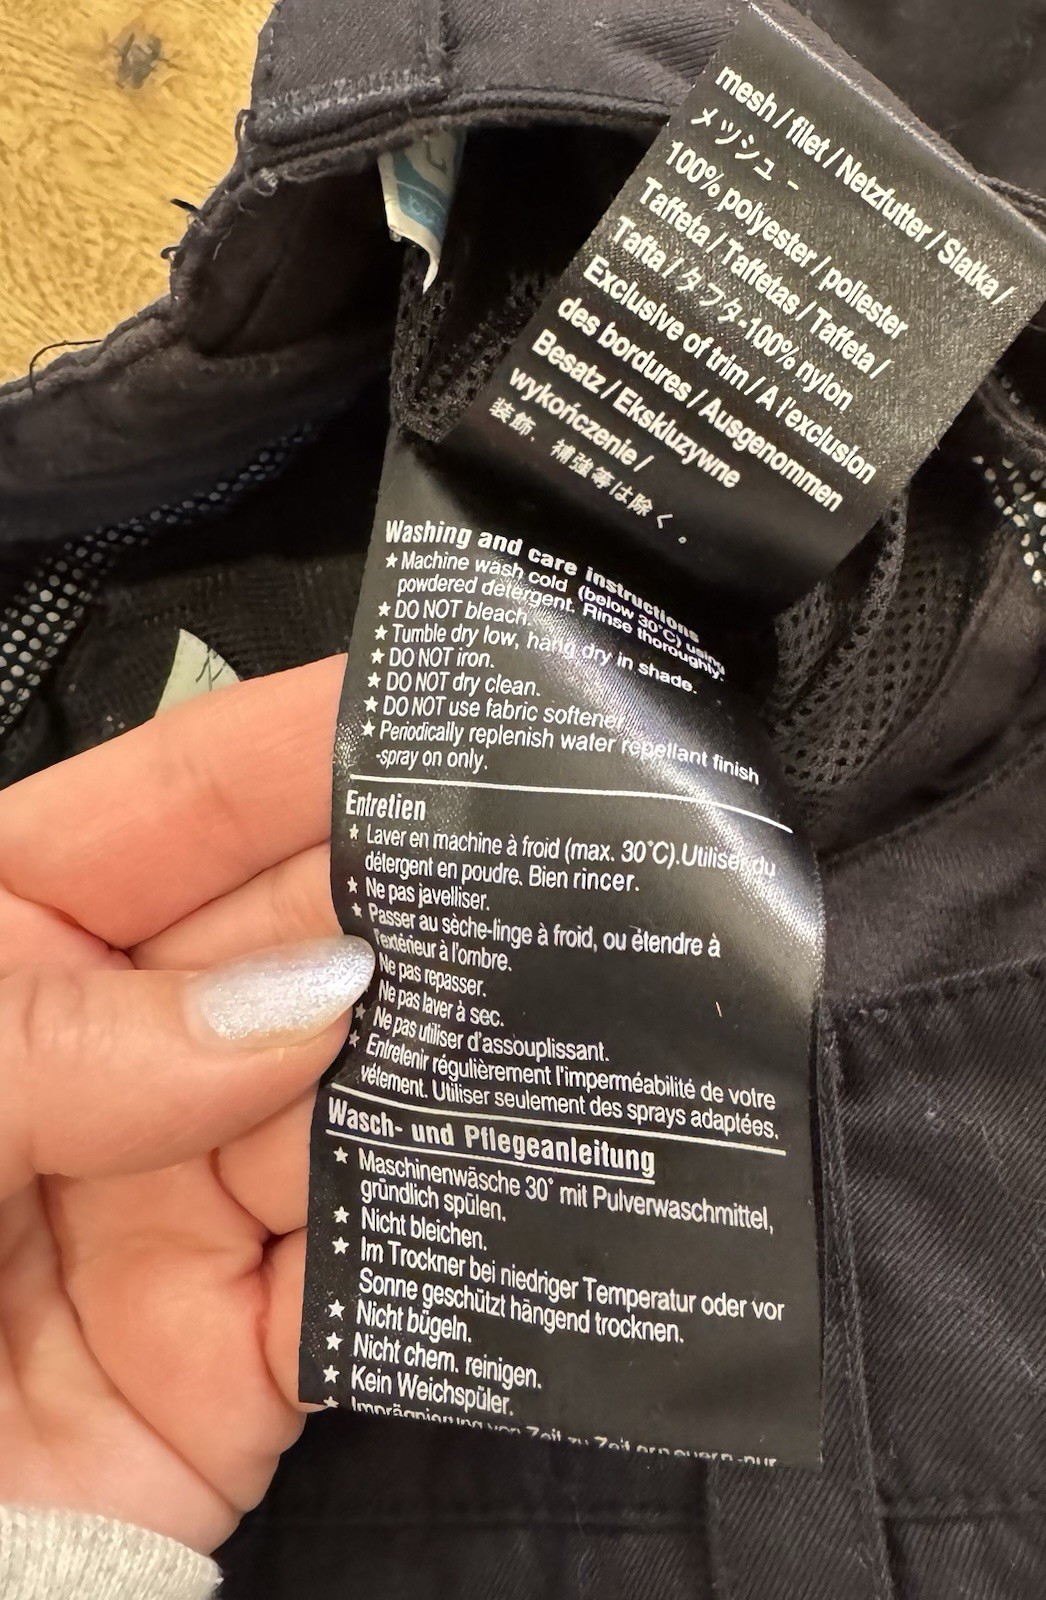 mesh / filet / Netzfutter / Slatka /
メッシュ -
100% polyester / poliester
Taffeta / Taffetas / Taffeta /
Tafta / タフタ-100% nylon
Exclusive of trim / A l'exclusion
des bordures / Ausgenommen
Besatz / Ekskluzywne
wykończenie /
装飾、補強等は除く。
Washing and care instructions
★ Machine wash cold (below 30°C) using
powdered detergent. Rinse thoroughly.
★ DO NOT bleach.
★ Tumble dry low, hang dry in shade.
★ DO NOT iron.
★ DO NOT dry clean.
★ DO NOT use fabric softener
★ Periodically replenish water repellant finish
-spray on only.
Entretien
★ Laver en machine à froid (max. 30°C).Utiliser du
détergent en poudre. Bien rincer.
★ Ne pas javelliser.
★ Passer au sèche-linge à froid, ou étendre à
l'extérieur à l'ombre.
Ne pas repasser.
Ne pas laver à sec.
★ Ne pas utiliser d'assouplissant.
★ Entretenir régulièrement l'imperméabilité de votre
vêtement. Utiliser seulement des sprays adaptées.
Wasch- und Pflegeanleitung
★ Maschinenwäsche 30° mit Pulverwaschmittel,
gründlich spülen.
★ Nicht bleichen.
★ Im Trockner bei niedriger Temperatur oder vor
Sonne geschützt hängend trocknen.
★ Nicht bügeln.
★ Nicht chem. reinigen.
★ Kein Weichspüler.
★ Imprägnierung von Zeit zu Zeit erneuern -nur